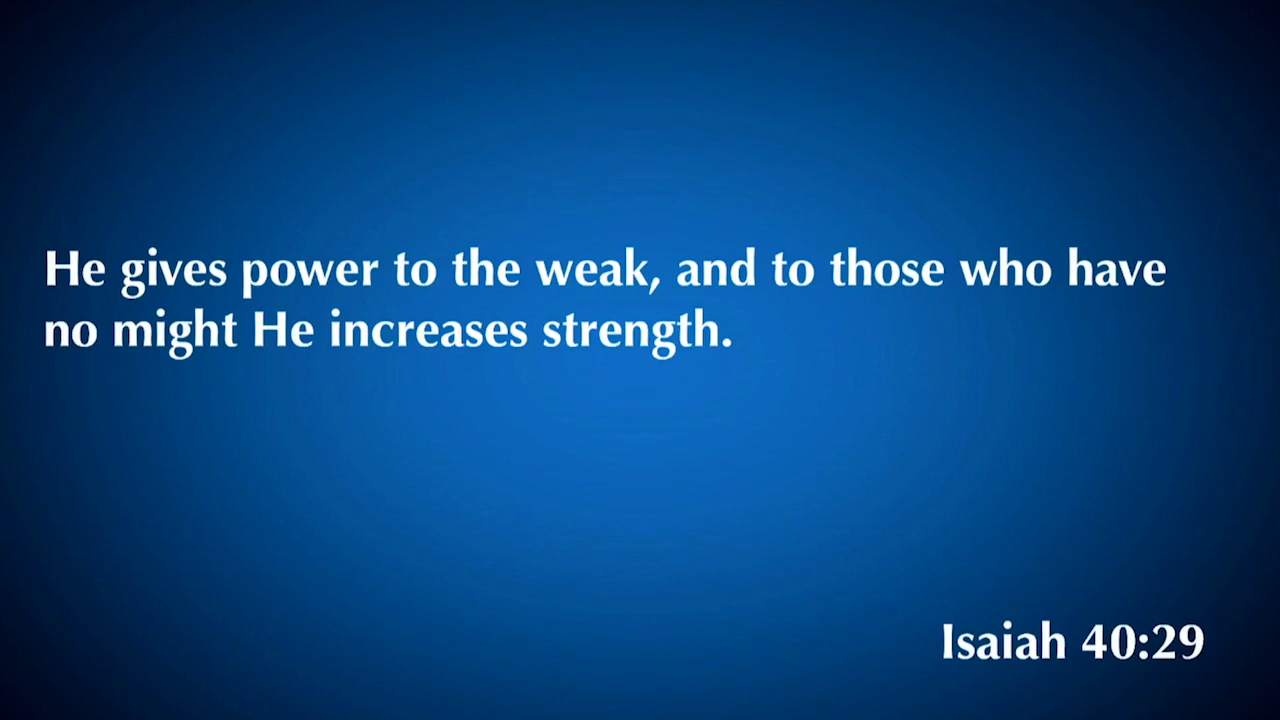 He gives power to the weak, and to those who have
no might He increases strength.
Isaiah 40:29